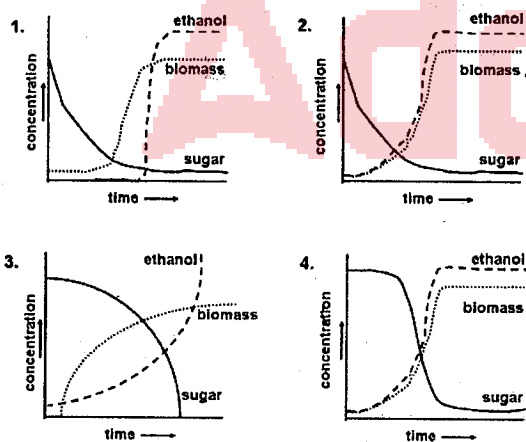 1.
ethanol
biomass
sugar
concentration
time
2.
ethanol
biomass
sugar
concentration
time
3.
ethanol
biomass
sugar
concentration
time
4.
ethanol
biomass
sugar
concentration
time